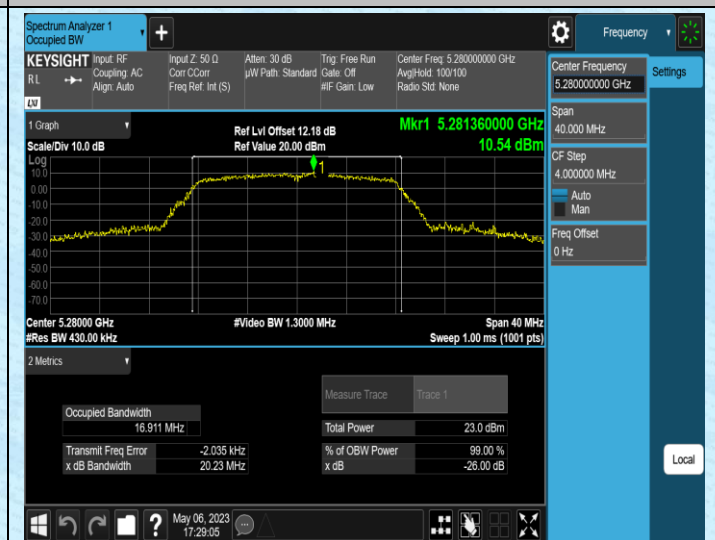 Spectrum Analyzer 1
Occupied BW
+
Frequency
KEYSIGHT
RL
LXI
Input: RF
Coupling: AC
Align: Auto
Input Z: 50 Ω
Corr CCorr
Freq Ref: Int (S)
Atten: 30 dB
µW Path: Standard
Trig: Free Run
Gate: Off
#IF Gain: Low
Center Freq: 5.280000000 GHz
Avg|Hold: 100/100
Radio Std: None
Center Frequency
5.280000000 GHz
Settings
Span
40.000 MHz
CF Step
4.000000 MHz
Auto
Man
Freq Offset
0 Hz
Local
1 Graph
Scale/Div 10.0 dB
Ref Lvl Offset 12.18 dB
Ref Value 20.00 dBm
Mkr1 5.281360000 GHz
10.54 dBm
Log
10.0
0.00
-10.0
-20.0
-30.0
-40.0
-50.0
-60.0
-70.0
1
Center 5.28000 GHz
#Res BW 430.00 kHz
#Video BW 1.3000 MHz
Span 40 MHz
Sweep 1.00 ms (1001 pts)
2 Metrics
Measure Trace Trace 1
Occupied Bandwidth
16.911 MHz
Total Power 23.0 dBm
Transmit Freq Error -2.035 kHz
% of OBW Power 99.00 %
x dB Bandwidth 20.23 MHz
x dB -26.00 dB
?
May 06, 2023
17:29:05